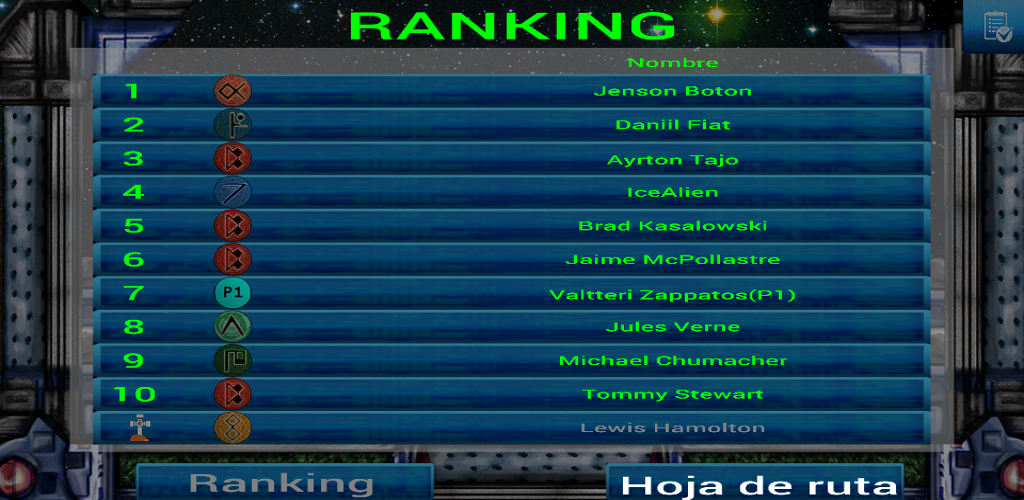 RANKING
Nombre
1 Jenson Boton
2 Daniil Fiat
3 Ayrton Tajo
4 IceAlien
5 Brad Kasalowski
6 Jaime McPollastre
7 P1 Valtteri Zappatos(P1)
8 Jules Verne
9 Michael Chumacher
10 Tommy Stewart
Lewis Hamolton
Ranking Hoja de ruta